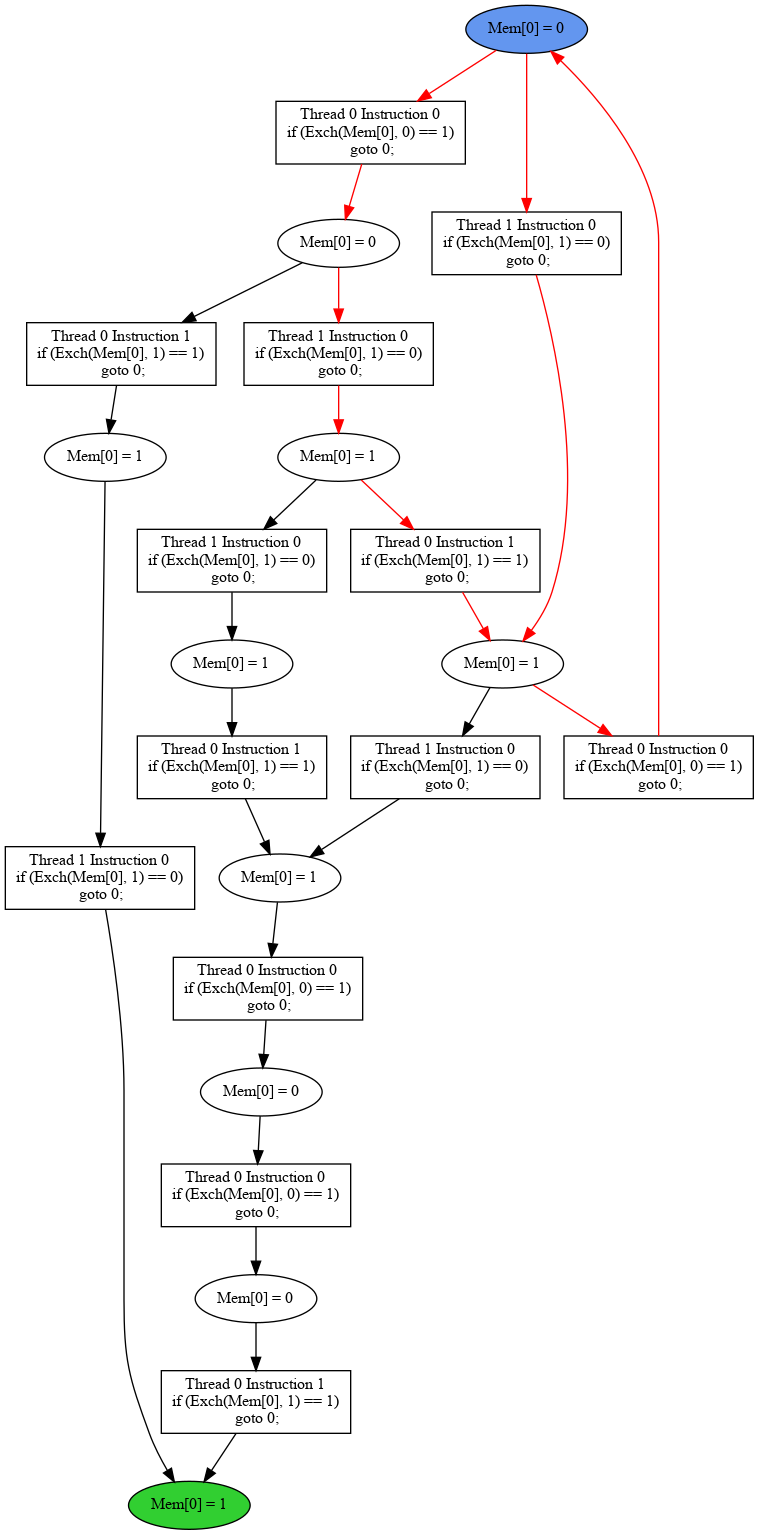 Mem[0] = 0
Thread 0 Instruction 0
if (Exch(Mem[0], 0) == 1)
goto 0;
Mem[0] = 0
Thread 1 Instruction 0
if (Exch(Mem[0], 1) == 0)
goto 0;
Thread 0 Instruction 1
if (Exch(Mem[0], 1) == 1)
goto 0;
Thread 1 Instruction 0
if (Exch(Mem[0], 1) == 0)
goto 0;
Mem[0] = 1
Mem[0] = 1
Thread 1 Instruction 0
if (Exch(Mem[0], 1) == 0)
goto 0;
Thread 0 Instruction 1
if (Exch(Mem[0], 1) == 1)
goto 0;
Mem[0] = 1
Mem[0] = 1
Thread 0 Instruction 1
if (Exch(Mem[0], 1) == 1)
goto 0;
Thread 1 Instruction 0
if (Exch(Mem[0], 1) == 0)
goto 0;
Thread 0 Instruction 0
if (Exch(Mem[0], 0) == 1)
goto 0;
Thread 1 Instruction 0
if (Exch(Mem[0], 1) == 0)
goto 0;
Mem[0] = 1
Thread 0 Instruction 0
if (Exch(Mem[0], 0) == 1)
goto 0;
Mem[0] = 0
Thread 0 Instruction 0
if (Exch(Mem[0], 0) == 1)
goto 0;
Mem[0] = 0
Thread 0 Instruction 1
if (Exch(Mem[0], 1) == 1)
goto 0;
Mem[0] = 1